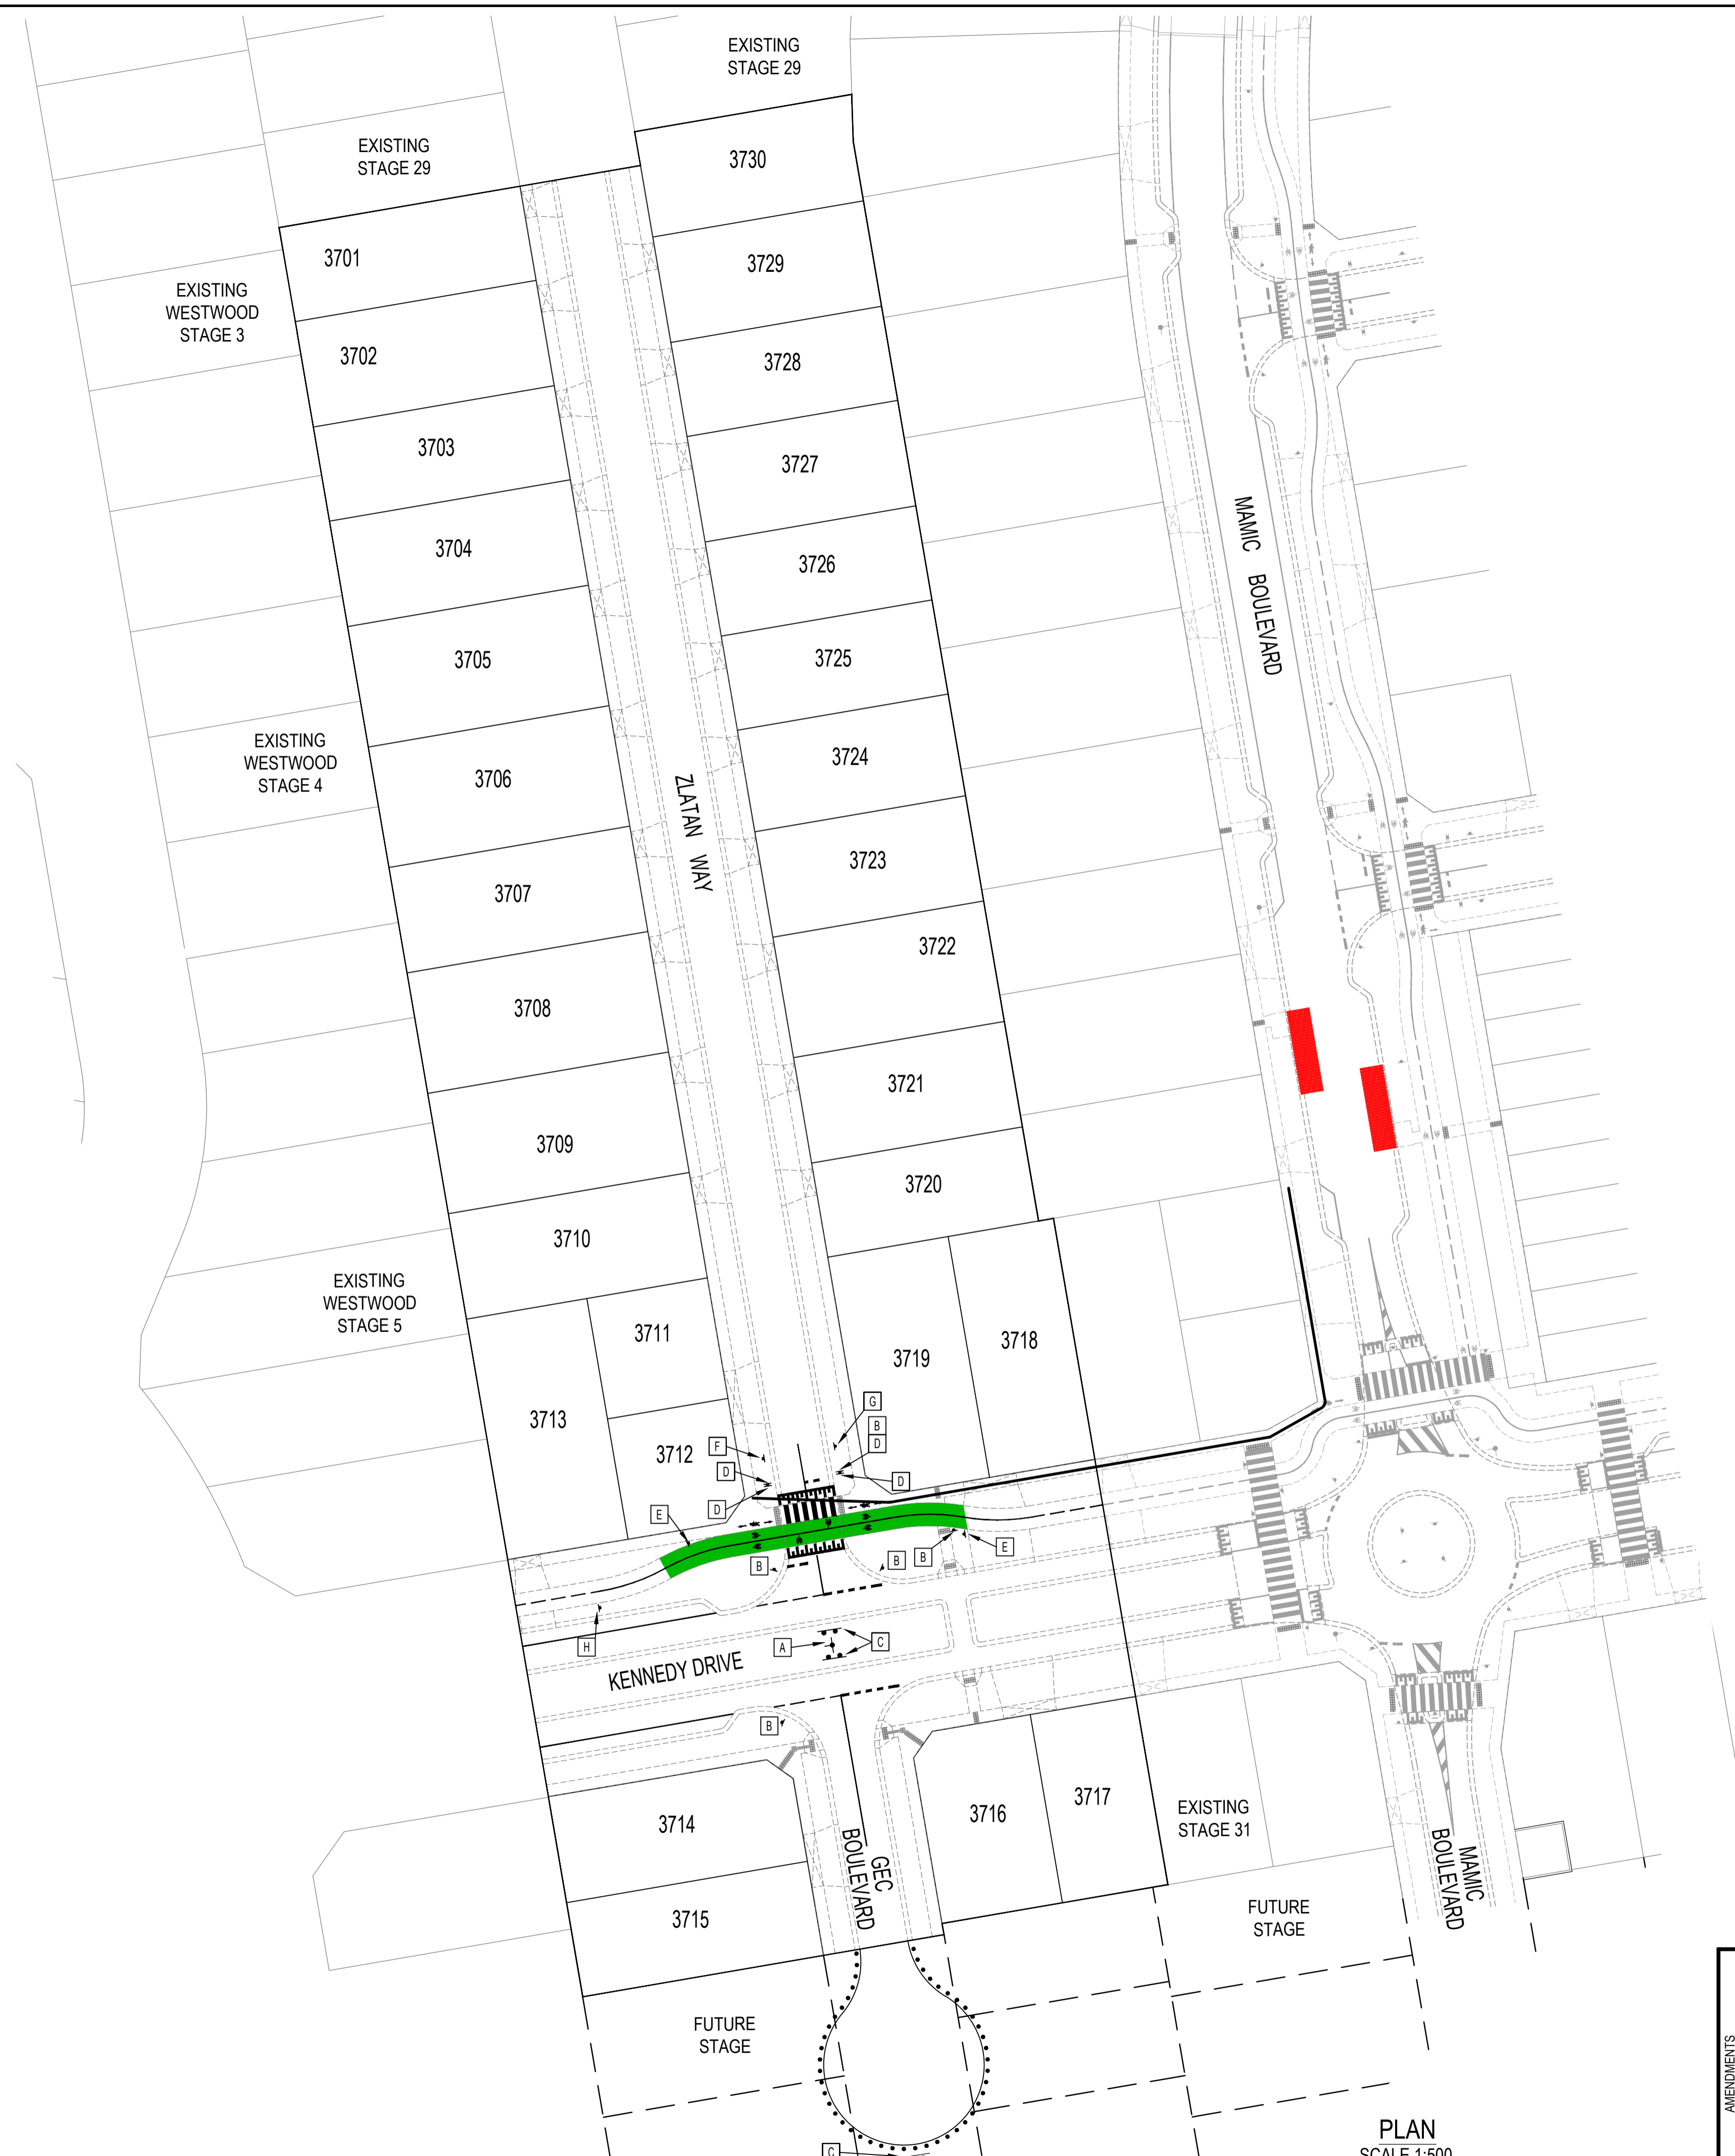 EXISTING
STAGE 29
EXISTING
STAGE 29
3730
3701
3729
EXISTING
WESTWOOD
STAGE 3
3702
3728
3703
3727
MAMIC BOULEVARD
3704
3726
3705
3725
EXISTING
WESTWOOD
STAGE 4
3706
3724
ZLATAN WAY
3707
3723
3708
3722
3709
3721
3710
3720
EXISTING
WESTWOOD
STAGE 5
3711
3719
3718
3713
3712
G
B
D
F
D
D
D
E
B
B
B
E
H
A
C
KENNEDY DRIVE
B
3714
3716
3717
EXISTING
STAGE 31
GEC
BOULEVARD
MAMIC
BOULEVARD
3715
FUTURE
STAGE
FUTURE
STAGE
C
PLAN
SCALE 1:500
AMENDMENTS